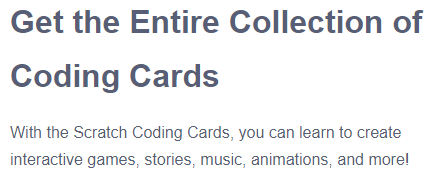 Get the Entire Collection of
Coding Cards
With the Scratch Coding Cards, you can learn to create
interactive games, stories, music, animations, and more!